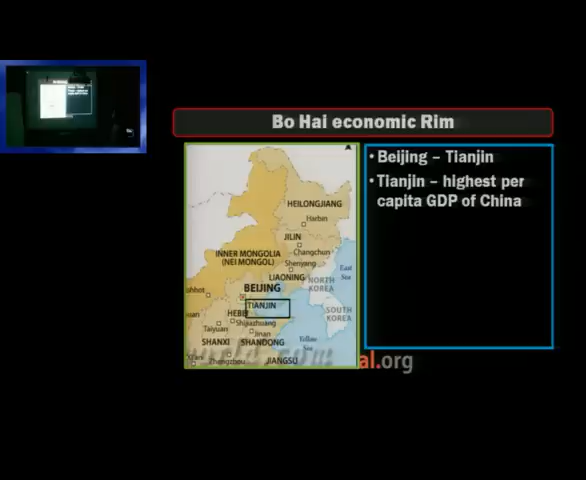 Bo Hai economic Rim
• Beijing – Tianjin
• Tianjin – highest per
capita GDP of China
HEILONGJIANG
Harbin
JILIN
Changchun
INNER MONGOLIA
(NEI MONGOL)
Shenyang
East
Sea
LIAONING
NORTH
KOREA
BEIJING
TIANJIN
HEBEI
SOUTH
KOREA
Shijiazhuang
Taiyuan
Jinan
SHANXI
SHANDONG
Yellow
Sea
Zhengzhou
JIANGSU
al.org